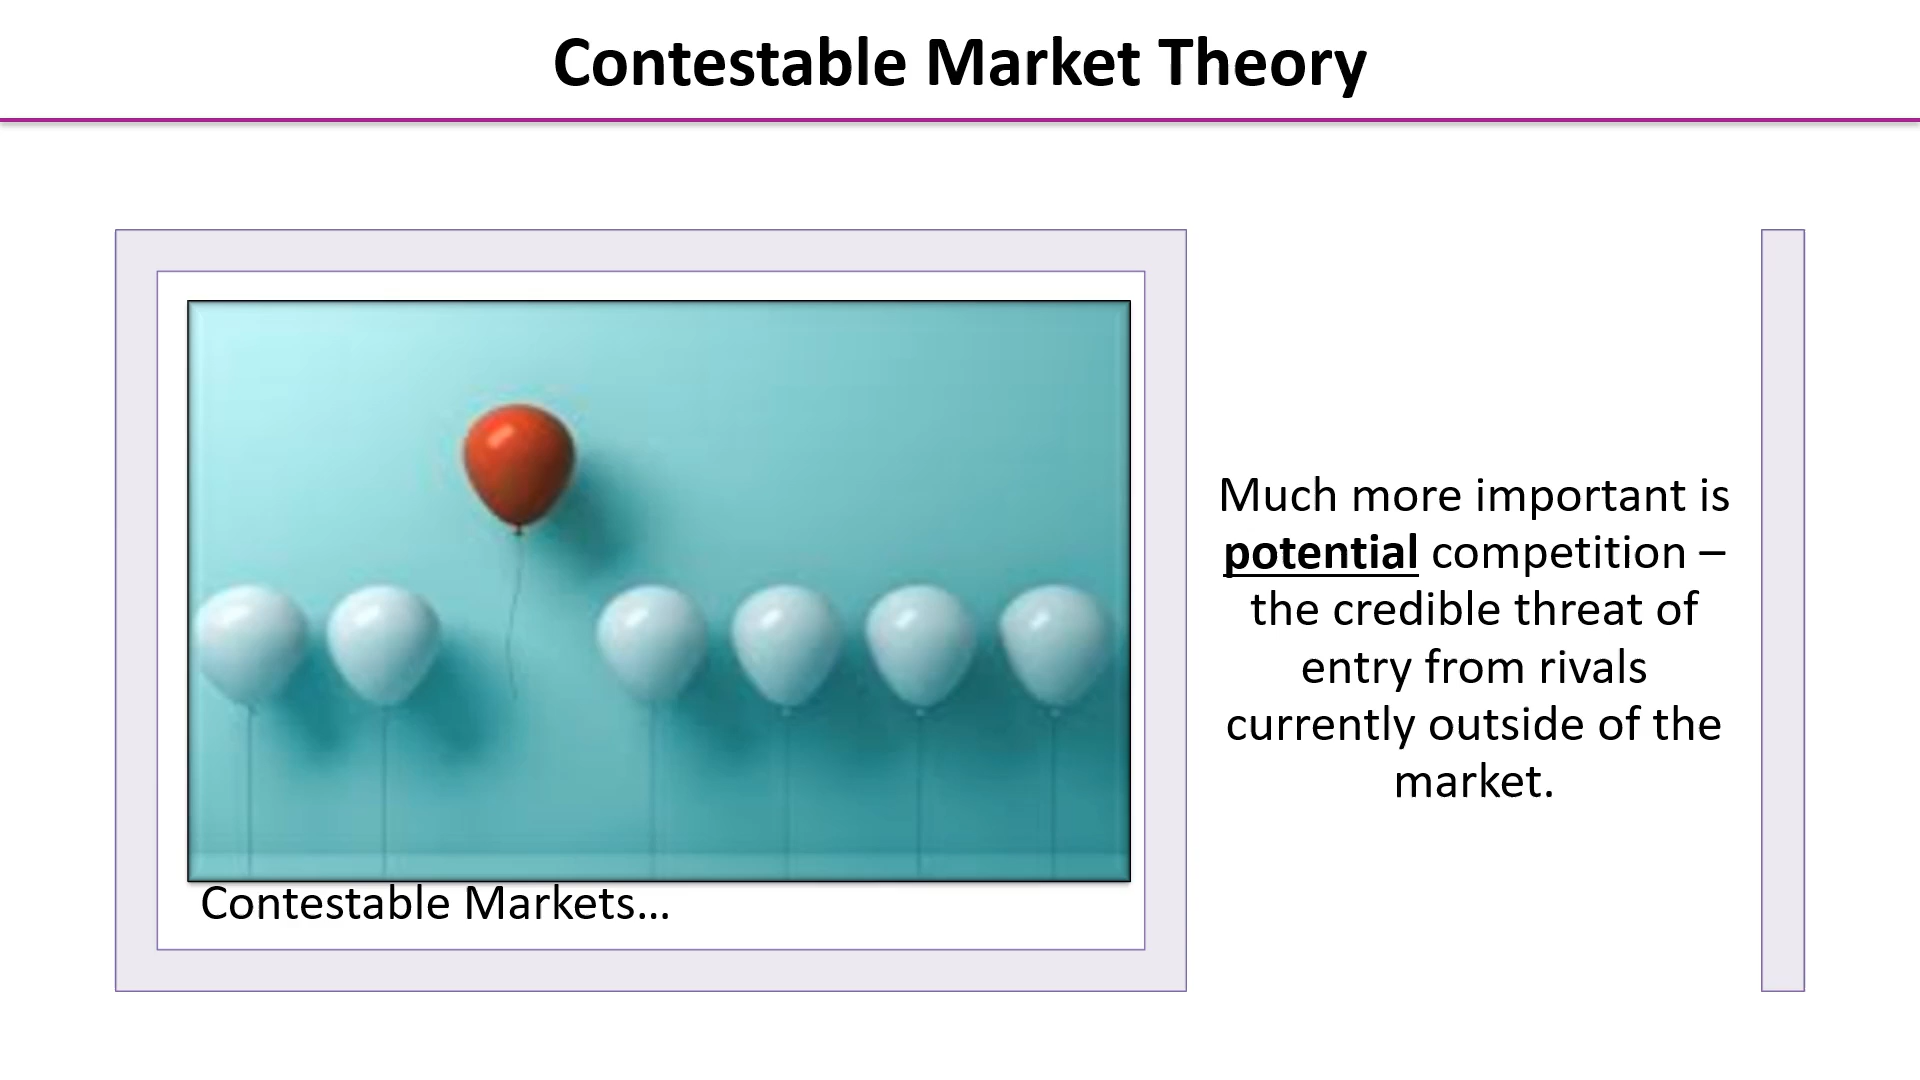 Contestable Market Theory
Contestable Markets...
Much more important is
potential competition –
the credible threat of
entry from rivals
currently outside of the
market.